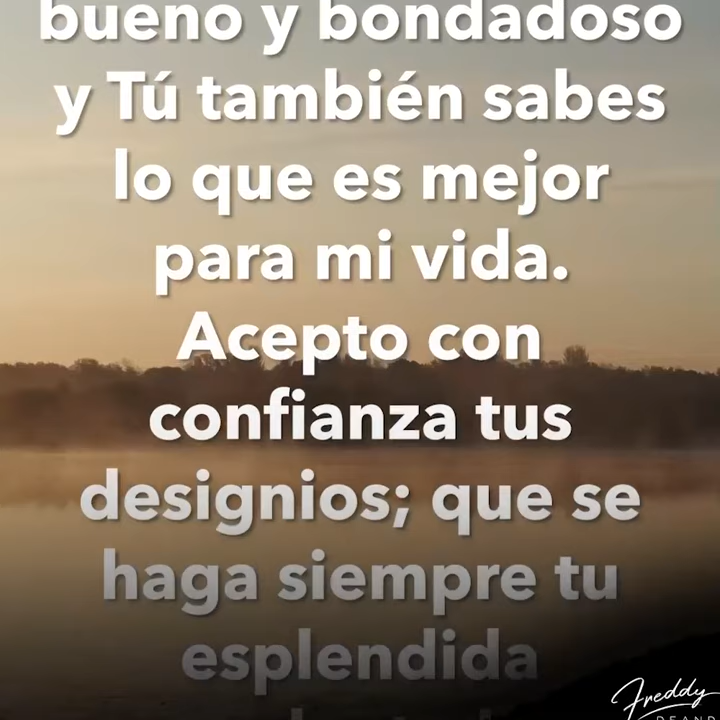 bueno y bondadoso
y Tú también sabes
lo que es mejor
para mi vida.
Acepto con
confianza tus
designios; que se
haga siempre tu
esplendida
Freddy